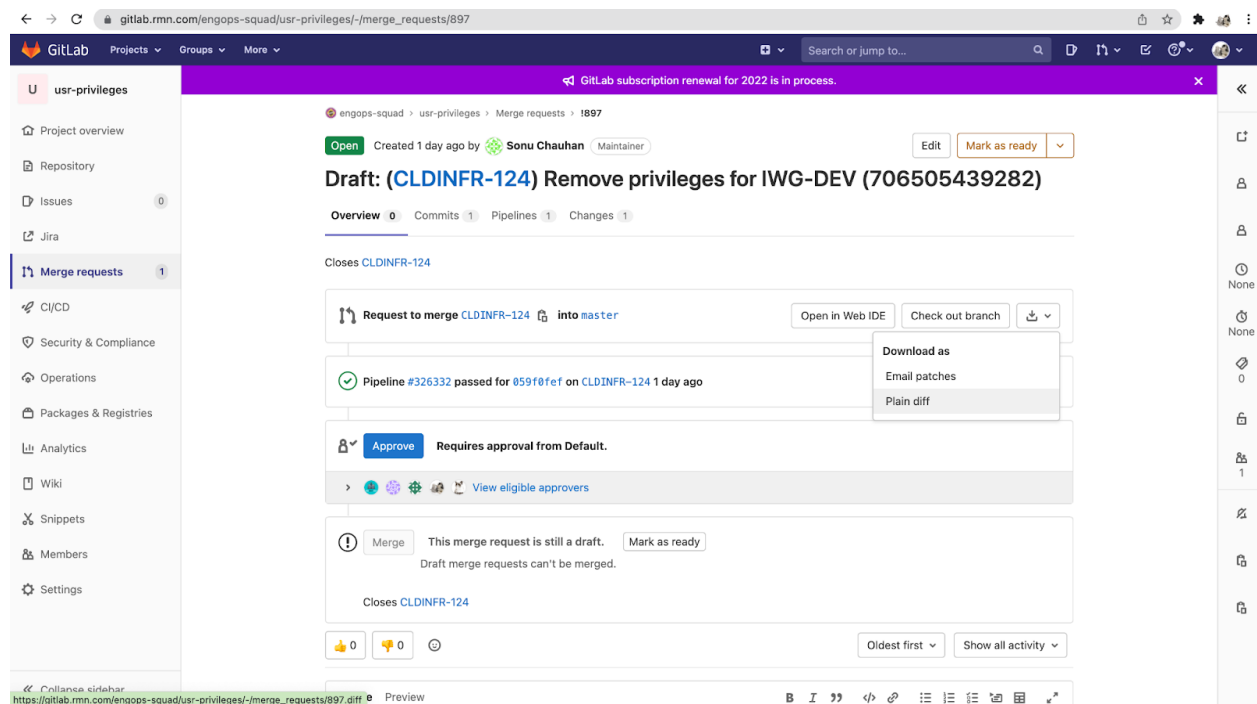 gitlab.rmn.com/engops-squad/usr-privileges/-/merge_requests/897
GitLab Projects Groups More Search or jump to...
GitLab subscription renewal for 2022 is in process.
U usr-privileges
Project overview
Repository
Issues 0
Jira
Merge requests 1
CI/CD
Security & Compliance
Operations
Packages & Registries
Analytics
Wiki
Snippets
Members
Settings
Collapse sidebar
https://gitlab.rmn.com/engops-squad/usr-privileges/-/merge_requests/897.diff
engops-squad › usr-privileges › Merge requests › !897
Open Created 1 day ago by Sonu Chauhan Maintainer Edit Mark as ready
Draft: (CLDINFR-124) Remove privileges for IWG-DEV (706505439282)
Overview 0 Commits 1 Pipelines 1 Changes 1
Closes CLDINFR-124
Request to merge CLDINFR-124 into master Open in Web IDE Check out branch
Download as
Email patches
Plain diff
Pipeline #326332 passed for 059f0fef on CLDINFR-124 1 day ago
Approve Requires approval from Default.
View eligible approvers
Merge This merge request is still a draft. Mark as ready
Draft merge requests can't be merged.
Closes CLDINFR-124
0 0 Oldest first Show all activity
Preview B I
None
None
0
1